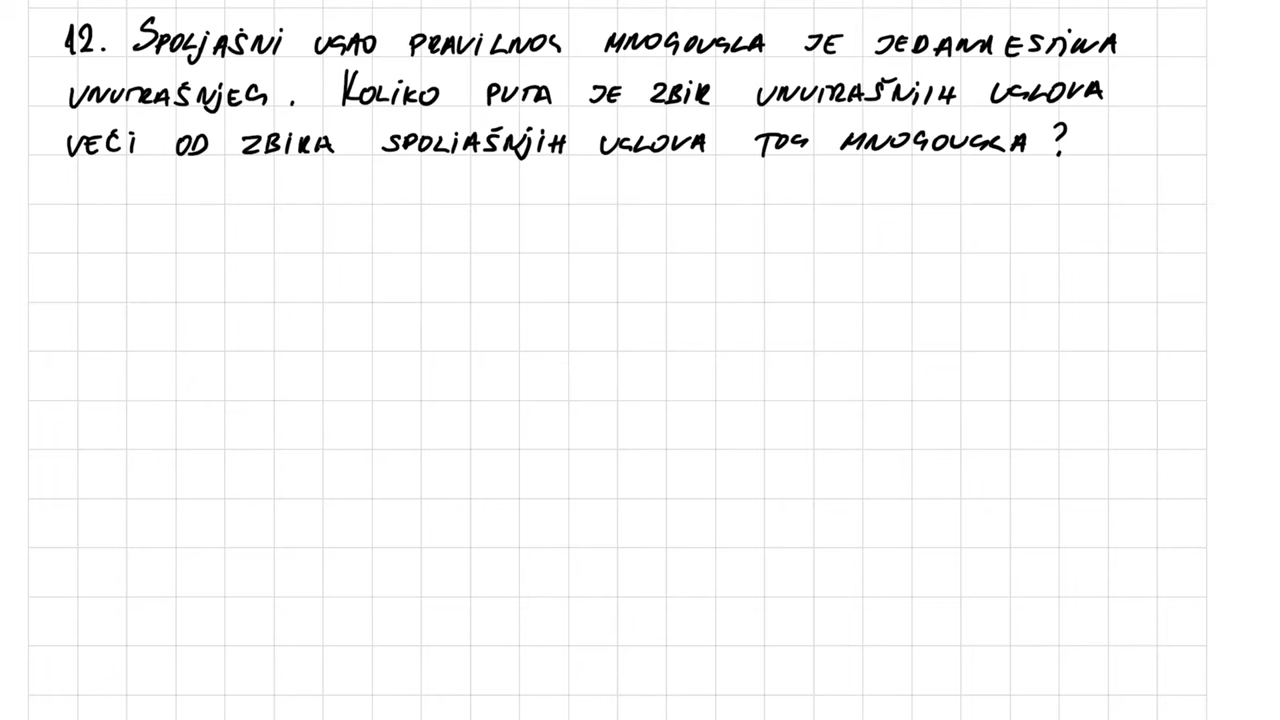 12. SPOLJAŠNI UGAO PRAVILNOG MNOGOUGLA JE JEDANAESTINA
UNUTRAŠNJEG. KOLIKO PUTA JE ZBIR UNUTRAŠNJIH UGLOVA
VEĆI OD ZBIRA SPOLJAŠNJIH UGLOVA TOG MNOGOUGLA?